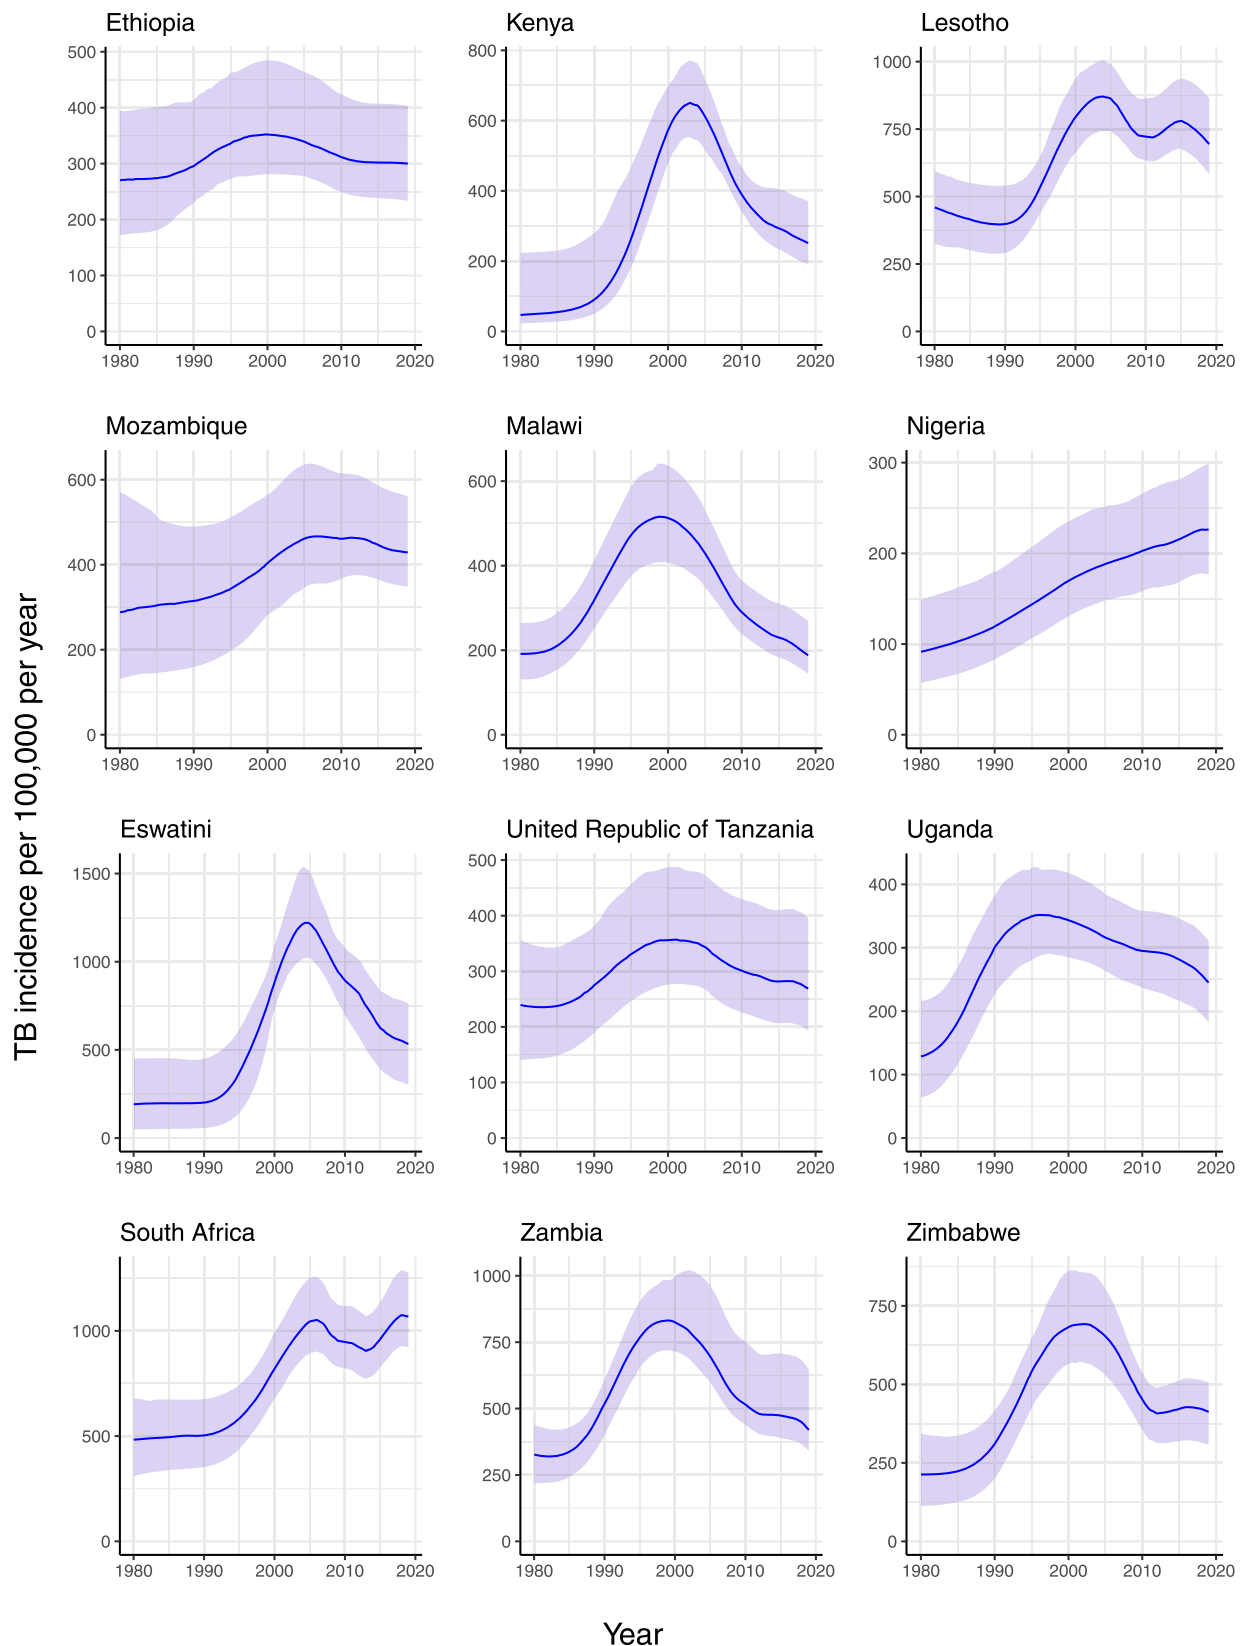 Ethiopia
Kenya
Lesotho
500
400
300
200
100
0
1980 1990 2000 2010 2020
800
600
400
200
0
1980 1990 2000 2010 2020
1000
750
500
250
0
1980 1990 2000 2010 2020
Mozambique
Malawi
Nigeria
600
400
200
0
1980 1990 2000 2010 2020
600
400
200
0
1980 1990 2000 2010 2020
300
200
100
0
1980 1990 2000 2010 2020
TB incidence per 100,000 per year
Eswatini
United Republic of Tanzania
Uganda
1500
1000
500
0
1980 1990 2000 2010 2020
500
400
300
200
100
0
1980 1990 2000 2010 2020
400
300
200
100
0
1980 1990 2000 2010 2020
South Africa
Zambia
Zimbabwe
1000
500
0
1980 1990 2000 2010 2020
1000
750
500
250
0
1980 1990 2000 2010 2020
750
500
250
0
1980 1990 2000 2010 2020
Year